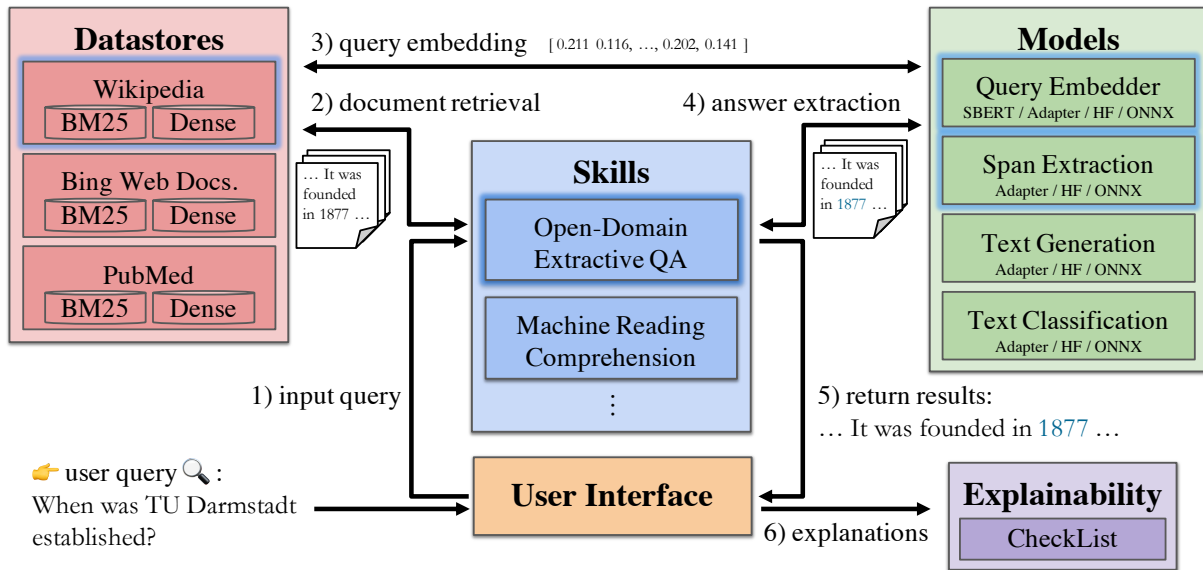 Datastores
Wikipedia
BM25 Dense
Bing Web Docs.
BM25 Dense
PubMed
BM25 Dense
3) query embedding [ 0.211 0.116, …, 0.202, 0.141 ]
2) document retrieval
4) answer extraction
… It was
founded
in 1877 …
… It was
founded
in 1877 …
Skills
Open-Domain
Extractive QA
Machine Reading
Comprehension
⋮
Models
Query Embedder
SBERT / Adapter / HF / ONNX
Span Extraction
Adapter / HF / ONNX
Text Generation
Adapter / HF / ONNX
Text Classification
Adapter / HF / ONNX
1) input query
5) return results:
… It was founded in 1877 …
👉 user query 🔍 :
When was TU Darmstadt
established?
User Interface
6) explanations
Explainability
CheckList